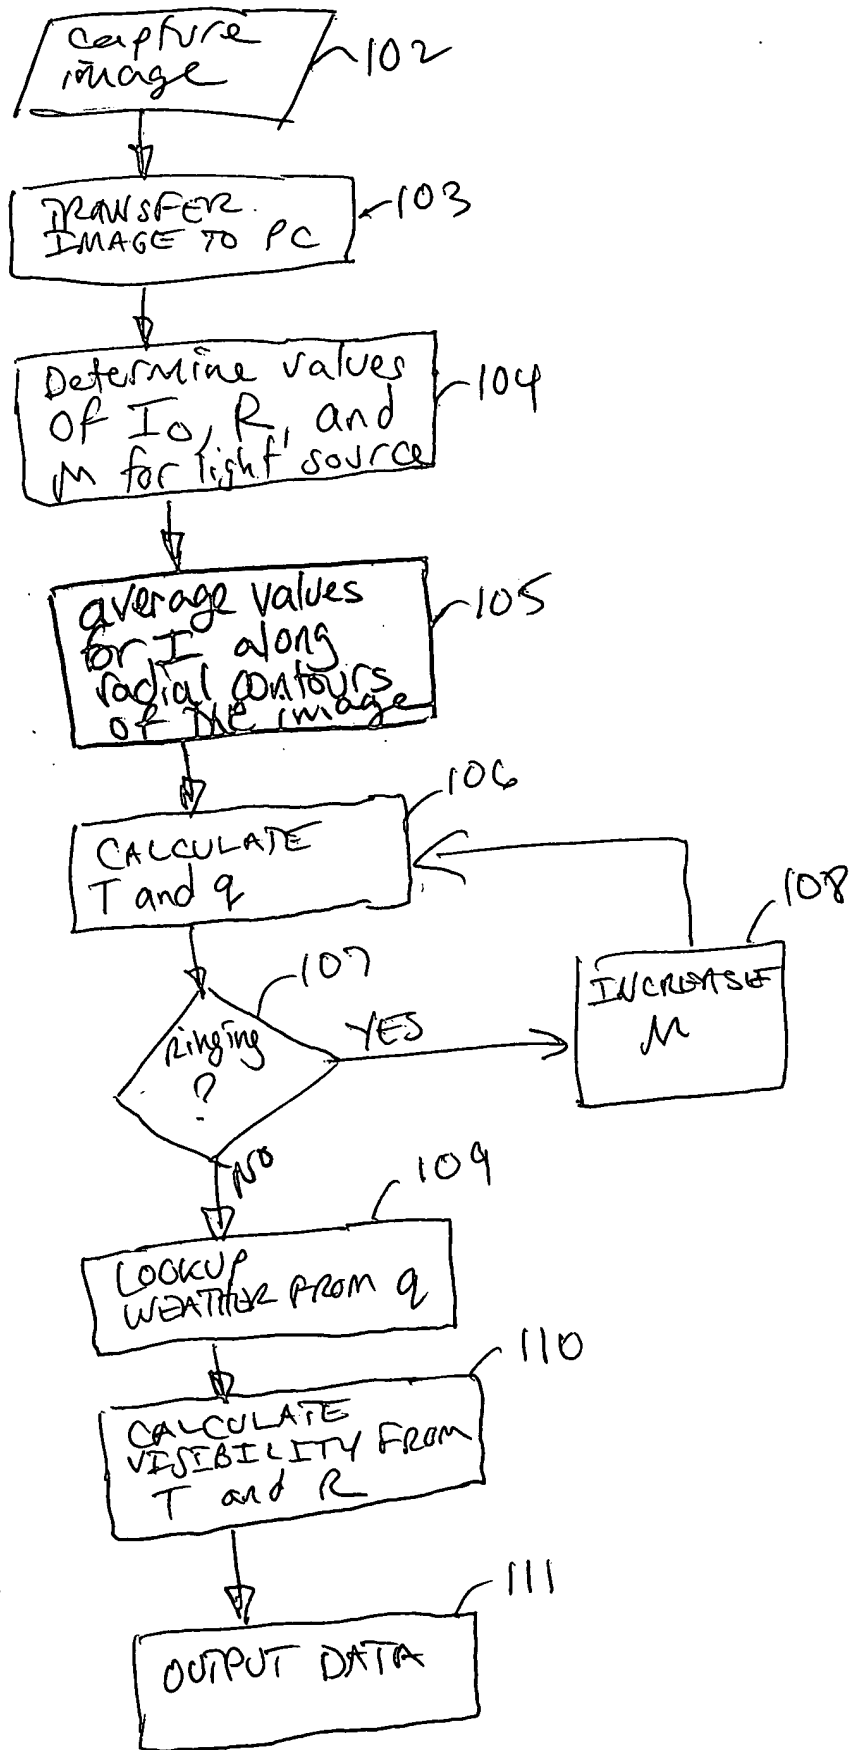 Capture
image
102
TRANSFER
IMAGE TO PC
103
Determine values
Of I0, R, and
M for light source
104
average values
for I along
radial contours
of the image
105
106
CALCULATE
T and q
108
107
Ringing
?
YES
INCREASE
M
NO
109
LOOKUP
WEATHER FROM q
110
CALCULATE
VISIBILITY FROM
T and R
111
OUTPUT DATA